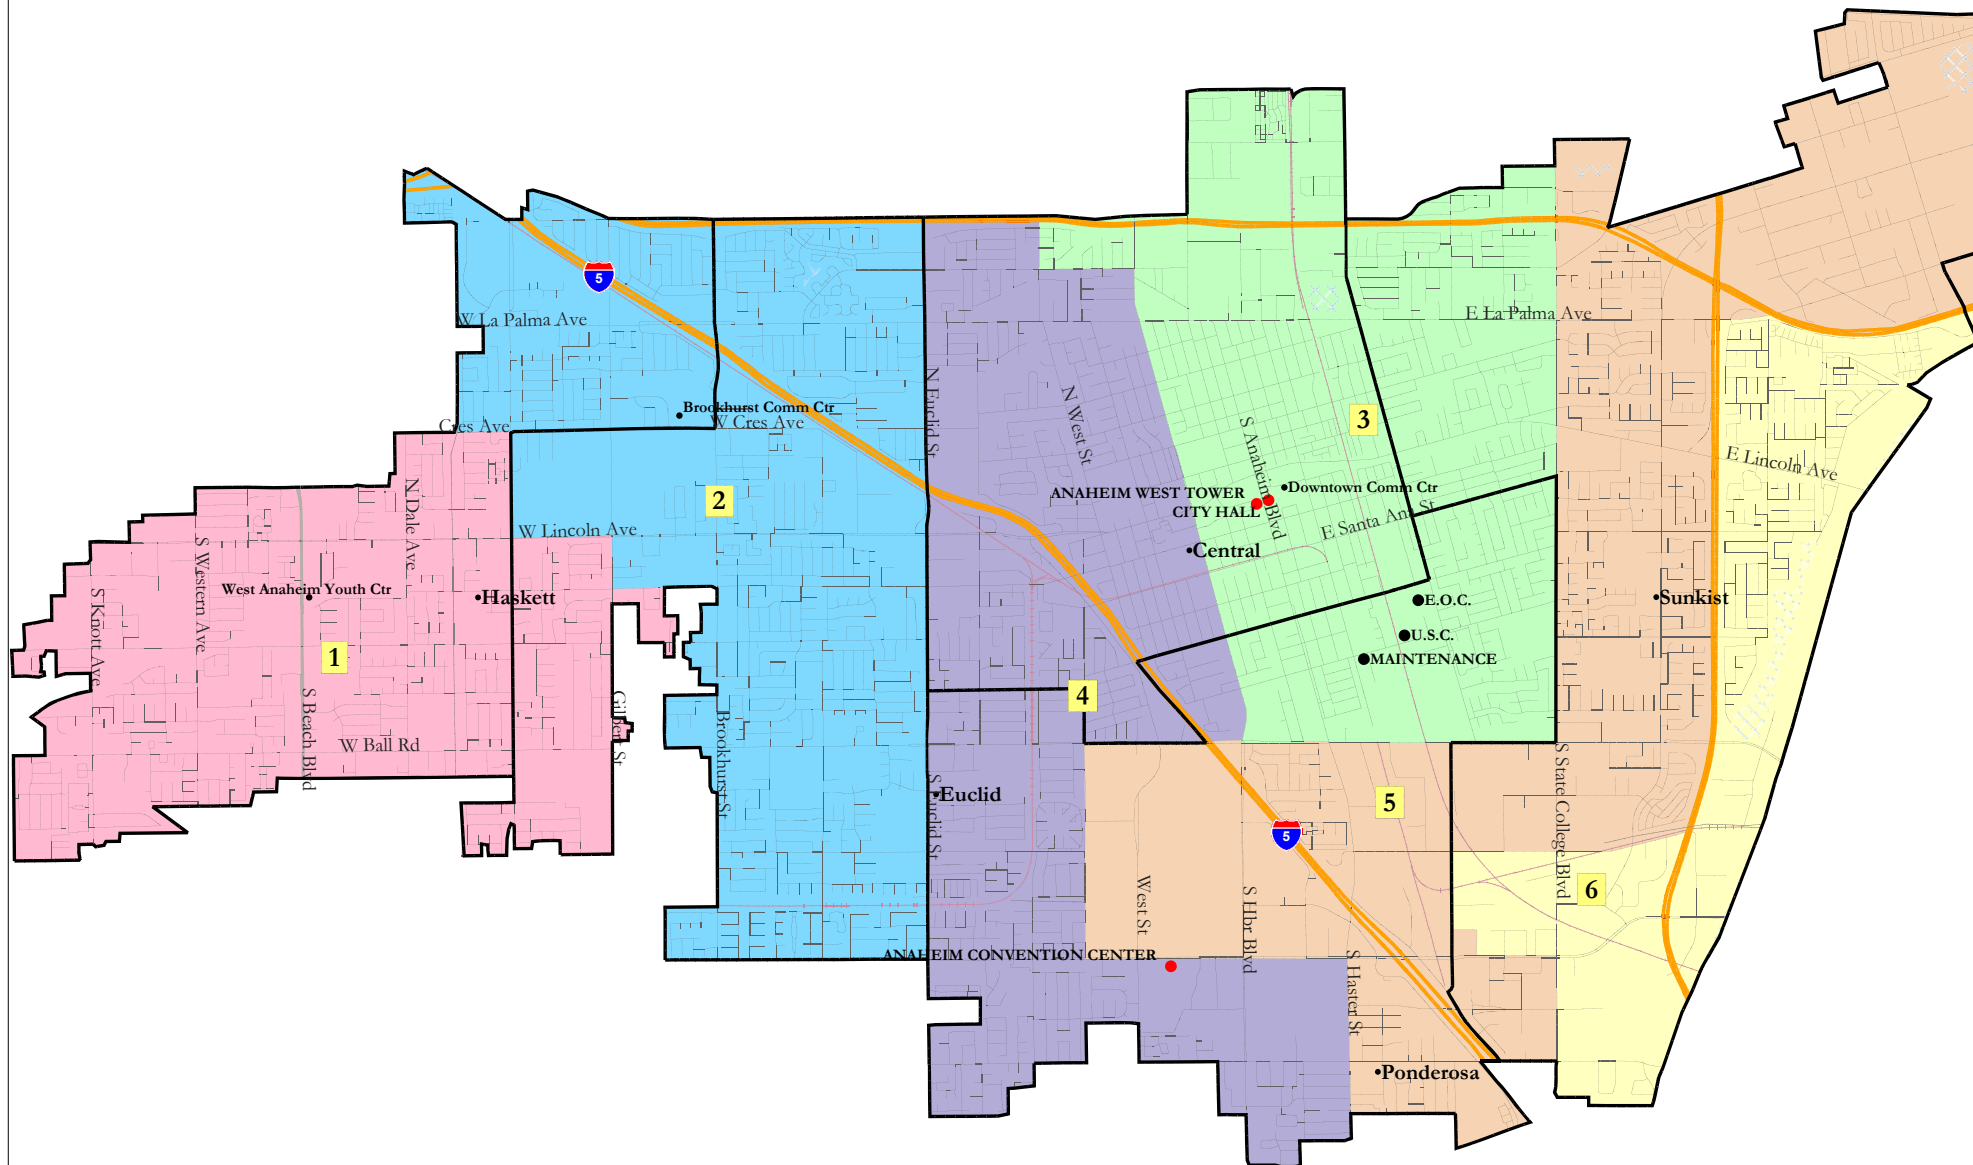 5
W La Palma Ave
E La Palma Ave
Brookhurst Comm Ctr
W Cres Ave
Cres Ave
N Euclid St
N West St
3
S Anaheim Blvd
E Lincoln Ave
N Dale Ave
2
ANAHEIM WEST TOWER
Downtown Comm Ctr
CITY HALL
E Santa Ana St
W Lincoln Ave
Central
S Western Ave
West Anaheim Youth Ctr
Haskett
S Knott Ave
E.O.C.
Sunkist
U.S.C.
1
MAINTENANCE
4
S Beach Blvd
Gilbert St
Brookhurst St
W Ball Rd
S State College Blvd
Euclid
S Euclid St
5
5
6
West St
S Hbr Blvd
ANAHEIM CONVENTION CENTER
S Haster St
Ponderosa